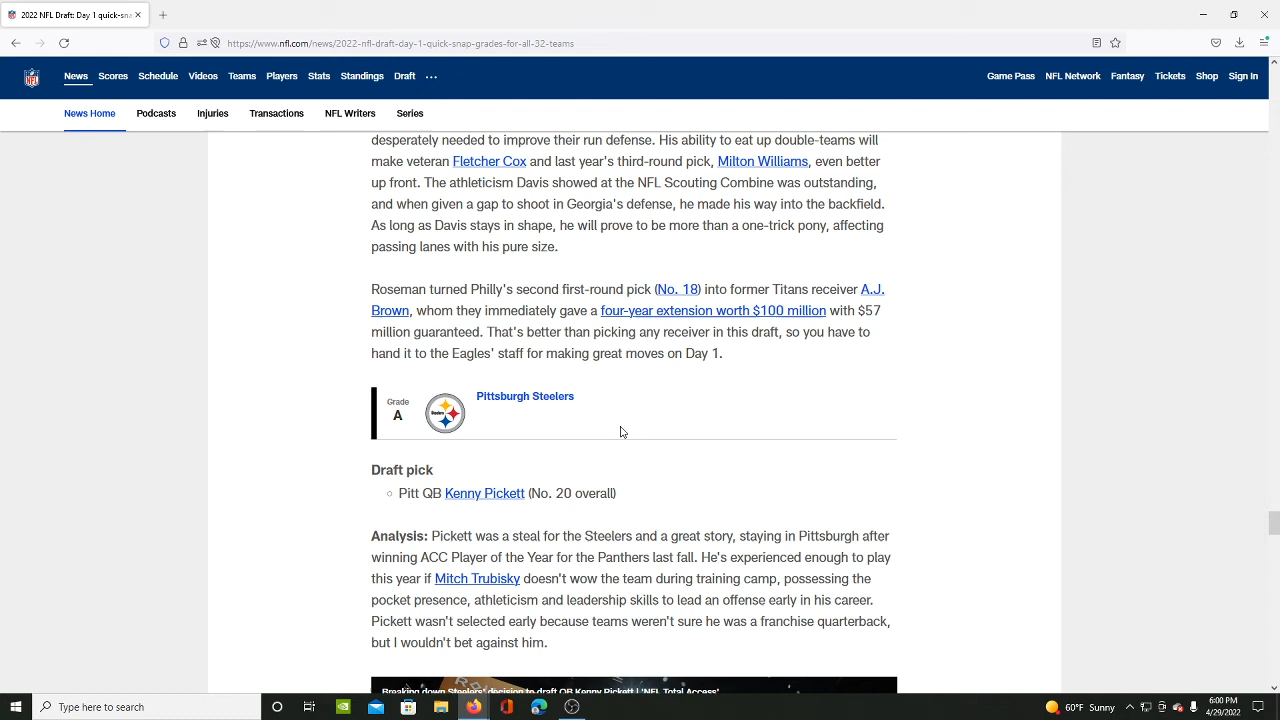 2022 NFL Draft: Day 1 quick-sna
https://www.nfl.com/news/2022-nfl-draft-day-1-quick-snap-grades-for-all-32-teams
News Scores Schedule Videos Teams Players Stats Standings Draft ... Game Pass NFL Network Fantasy Tickets Shop Sign In
News Home Podcasts Injuries Transactions NFL Writers Series
desperately needed to improve their run defense. His ability to eat up double-teams will
make veteran Fletcher Cox and last year's third-round pick, Milton Williams, even better
up front. The athleticism Davis showed at the NFL Scouting Combine was outstanding,
and when given a gap to shoot in Georgia's defense, he made his way into the backfield.
As long as Davis stays in shape, he will prove to be more than a one-trick pony, affecting
passing lanes with his pure size.
Roseman turned Philly's second first-round pick (No. 18) into former Titans receiver A.J.
Brown, whom they immediately gave a four-year extension worth $100 million with $57
million guaranteed. That's better than picking any receiver in this draft, so you have to
hand it to the Eagles' staff for making great moves on Day 1.
Grade
A
Steelers
Pittsburgh Steelers
Draft pick
Pitt QB Kenny Pickett (No. 20 overall)
Analysis: Pickett was a steal for the Steelers and a great story, staying in Pittsburgh after
winning ACC Player of the Year for the Panthers last fall. He's experienced enough to play
this year if Mitch Trubisky doesn't wow the team during training camp, possessing the
pocket presence, athleticism and leadership skills to lead an offense early in his career.
Pickett wasn't selected early because teams weren't sure he was a franchise quarterback,
but I wouldn't bet against him.
Breaking down Steelers' decision to draft QB Kenny Pickett | 'NFL Total Access'
Type here to search
60°F Sunny
6:00 PM
4/29/2022